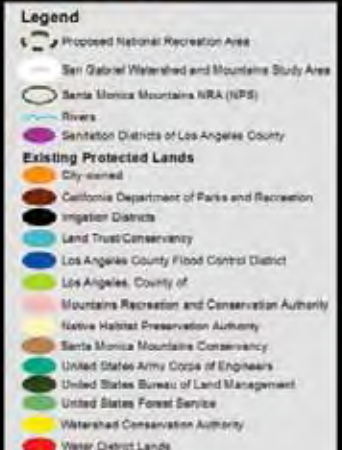 Legend
Proposed National Recreation Area
San Gabriel Watershed and Mountains Study Area
Santa Monica Mountains NRA (NPS)
Rivers
Sanitation Districts of Los Angeles County
Existing Protected Lands
City-owned
California Department of Parks and Recreation
Irrigation Districts
Land Trust/Conservancy
Los Angeles County Flood Control District
Los Angeles, County of
Mountains Recreation and Conservation Authority
Native Habitat Preservation Authority
Santa Monica Mountains Conservancy
United States Army Corps of Engineers
United States Bureau of Land Management
United States Forest Service
Watershed Conservation Authority
Water District Lands